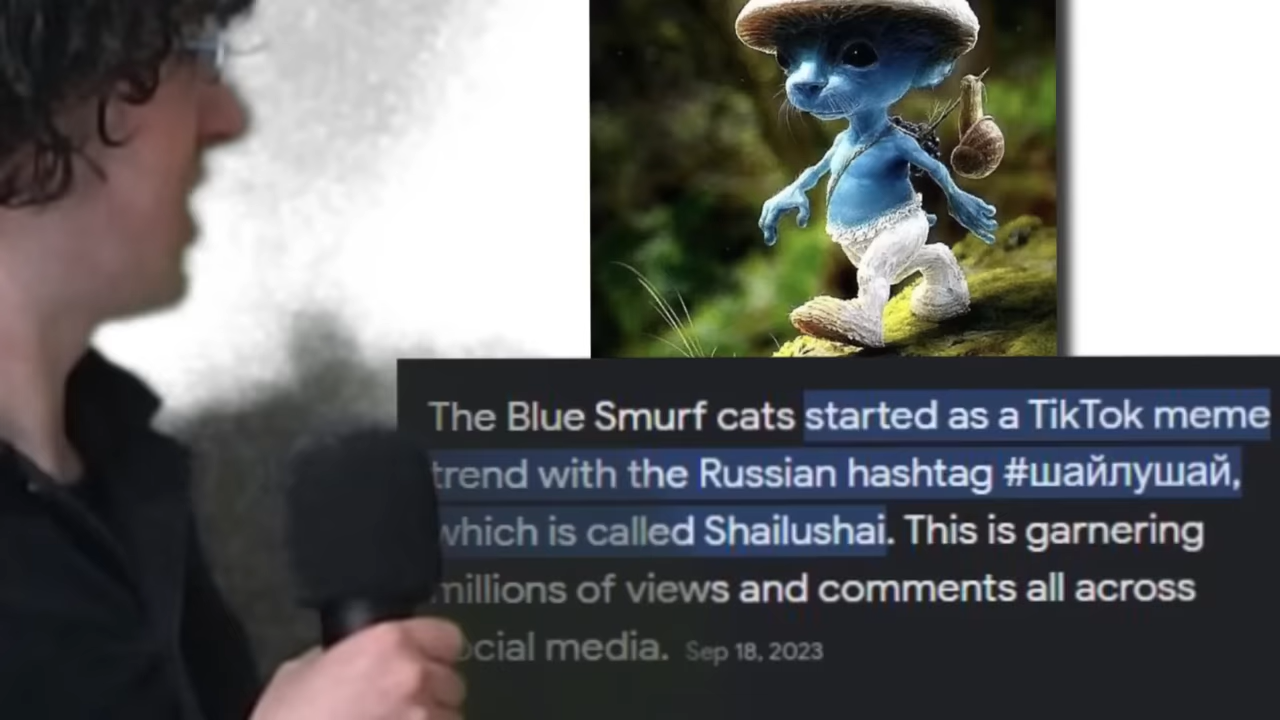 The Blue Smurf cats started as a TikTok meme
trend with the Russian hashtag #шайлушай,
which is called Shailushai. This is garnering
millions of views and comments all across
social media. Sep 18, 2023